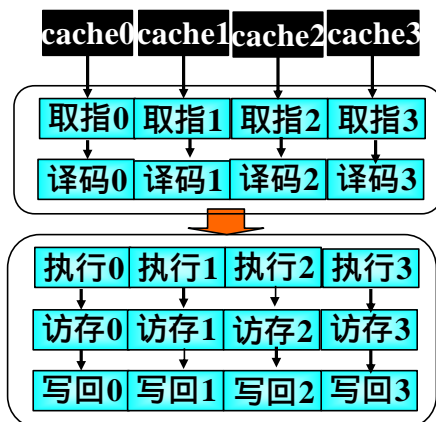 cache0 cache1 cache2 cache3
取指0 取指1 取指2 取指3
译码0 译码1 译码2 译码3
执行0 执行1 执行2 执行3
访存0 访存1 访存2 访存3
写回0 写回1 写回2 写回3